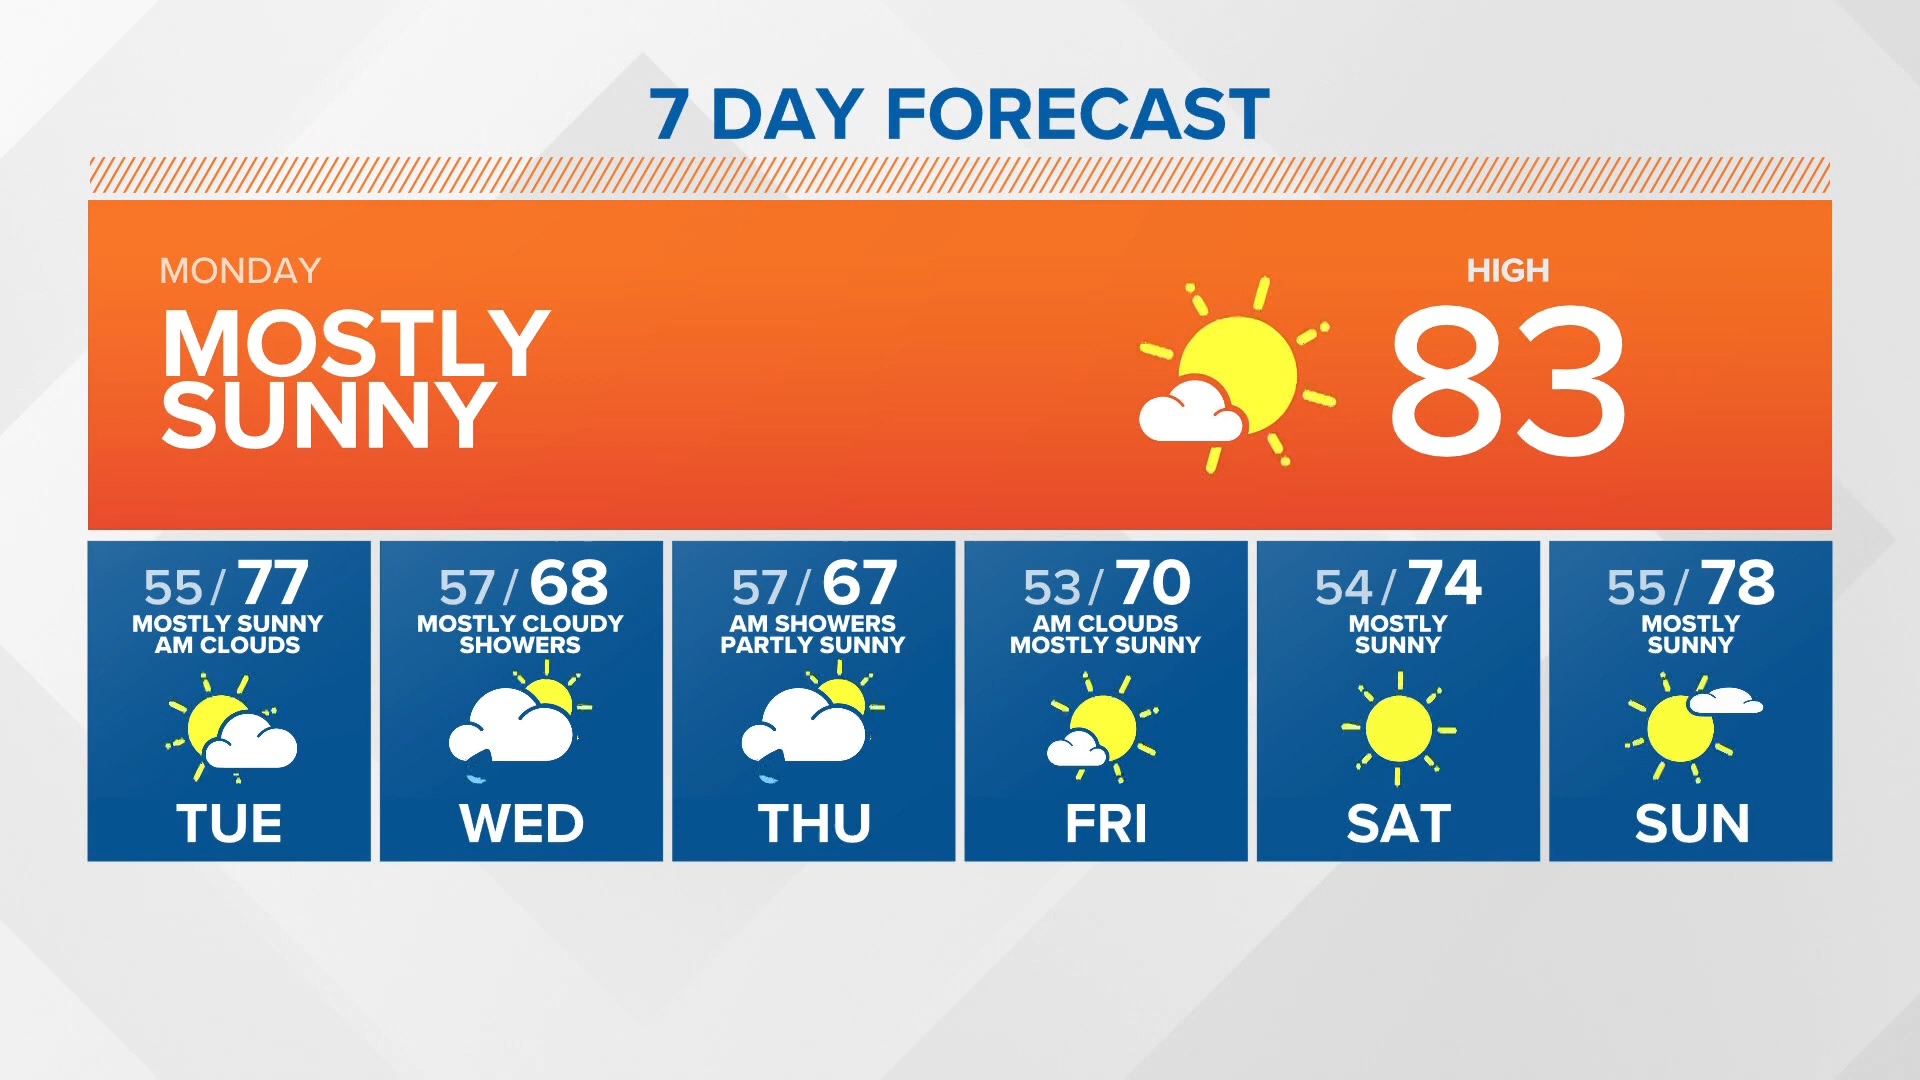 7 DAY FORECAST
MONDAY
MOSTLY
SUNNY
HIGH
83
55/77
MOSTLY SUNNY
AM CLOUDS
TUE
57/68
MOSTLY CLOUDY
SHOWERS
WED
57/67
AM SHOWERS
PARTLY SUNNY
THU
53/70
AM CLOUDS
MOSTLY SUNNY
FRI
54/74
MOSTLY
SUNNY
SAT
55/78
MOSTLY
SUNNY
SUN